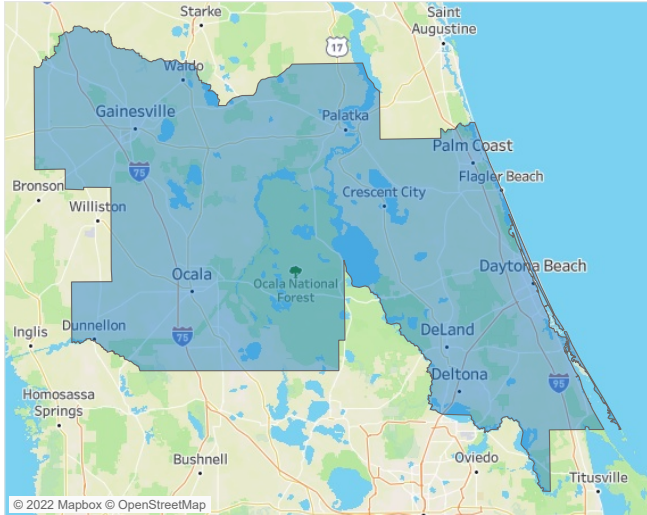 Starke
Saint
Augustine
17
Waldo
Gainesville
Palatka
Palm Coast
75
Flagler Beach
Bronson
Crescent City
Williston
Daytona Beach
Ocala
Ocala National
Forest
Inglis
Dunnellon
75
DeLand
95
Deltona
Homosassa
Springs
Bushnell
Oviedo
Titusville
© 2022 Mapbox © OpenStreetMap